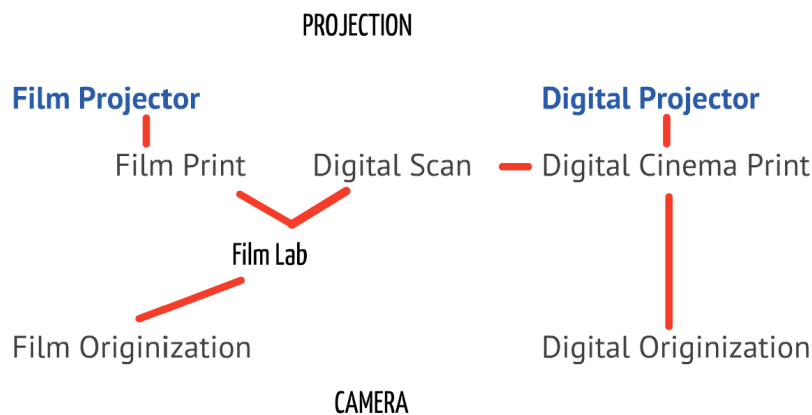 PROJECTION
Film Projector
Digital Projector
Film Print
Digital Scan
Digital Cinema Print
Film Lab
Film Originization
Digital Originization
CAMERA